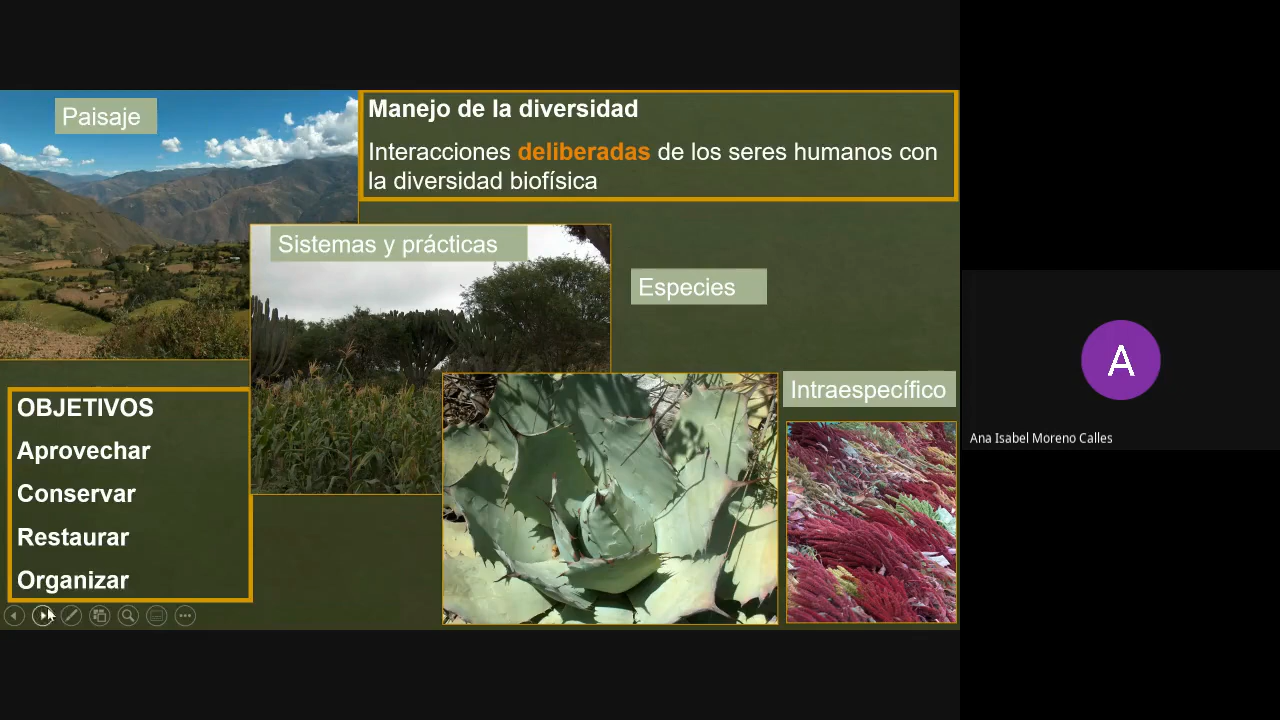 Paisaje
Manejo de la diversidad
Interacciones deliberadas de los seres humanos con
la diversidad biofísica
Sistemas y prácticas
Especies
Intraespecífico
OBJETIVOS
Aprovechar
Conservar
Restaurar
Organizar
A
Ana Isabel Moreno Calles